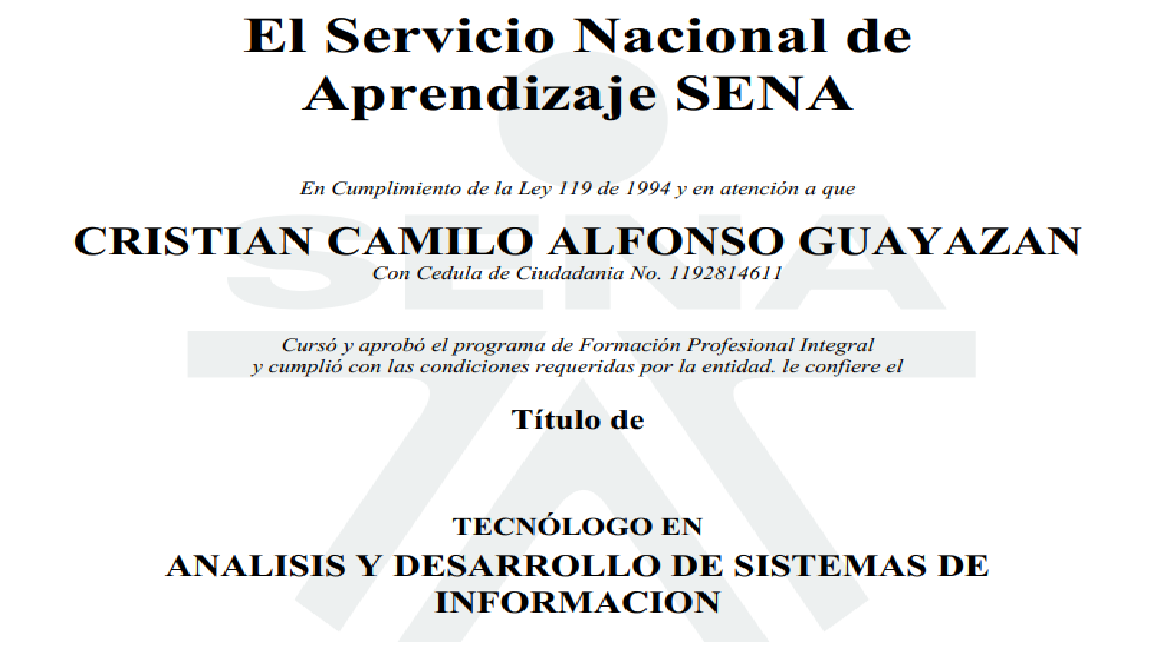 El Servicio Nacional de
Aprendizaje SENA
En Cumplimiento de la Ley 119 de 1994 y en atención a que
CRISTIAN CAMILO ALFONSO GUAYAZAN
Con Cedula de Ciudadania No. 1192814611
Cursó y aprobó el programa de Formación Profesional Integral
y cumplió con las condiciones requeridas por la entidad. le confiere el
Título de
TECNÓLOGO EN
ANALISIS Y DESARROLLO DE SISTEMAS DE
INFORMACION
SENA